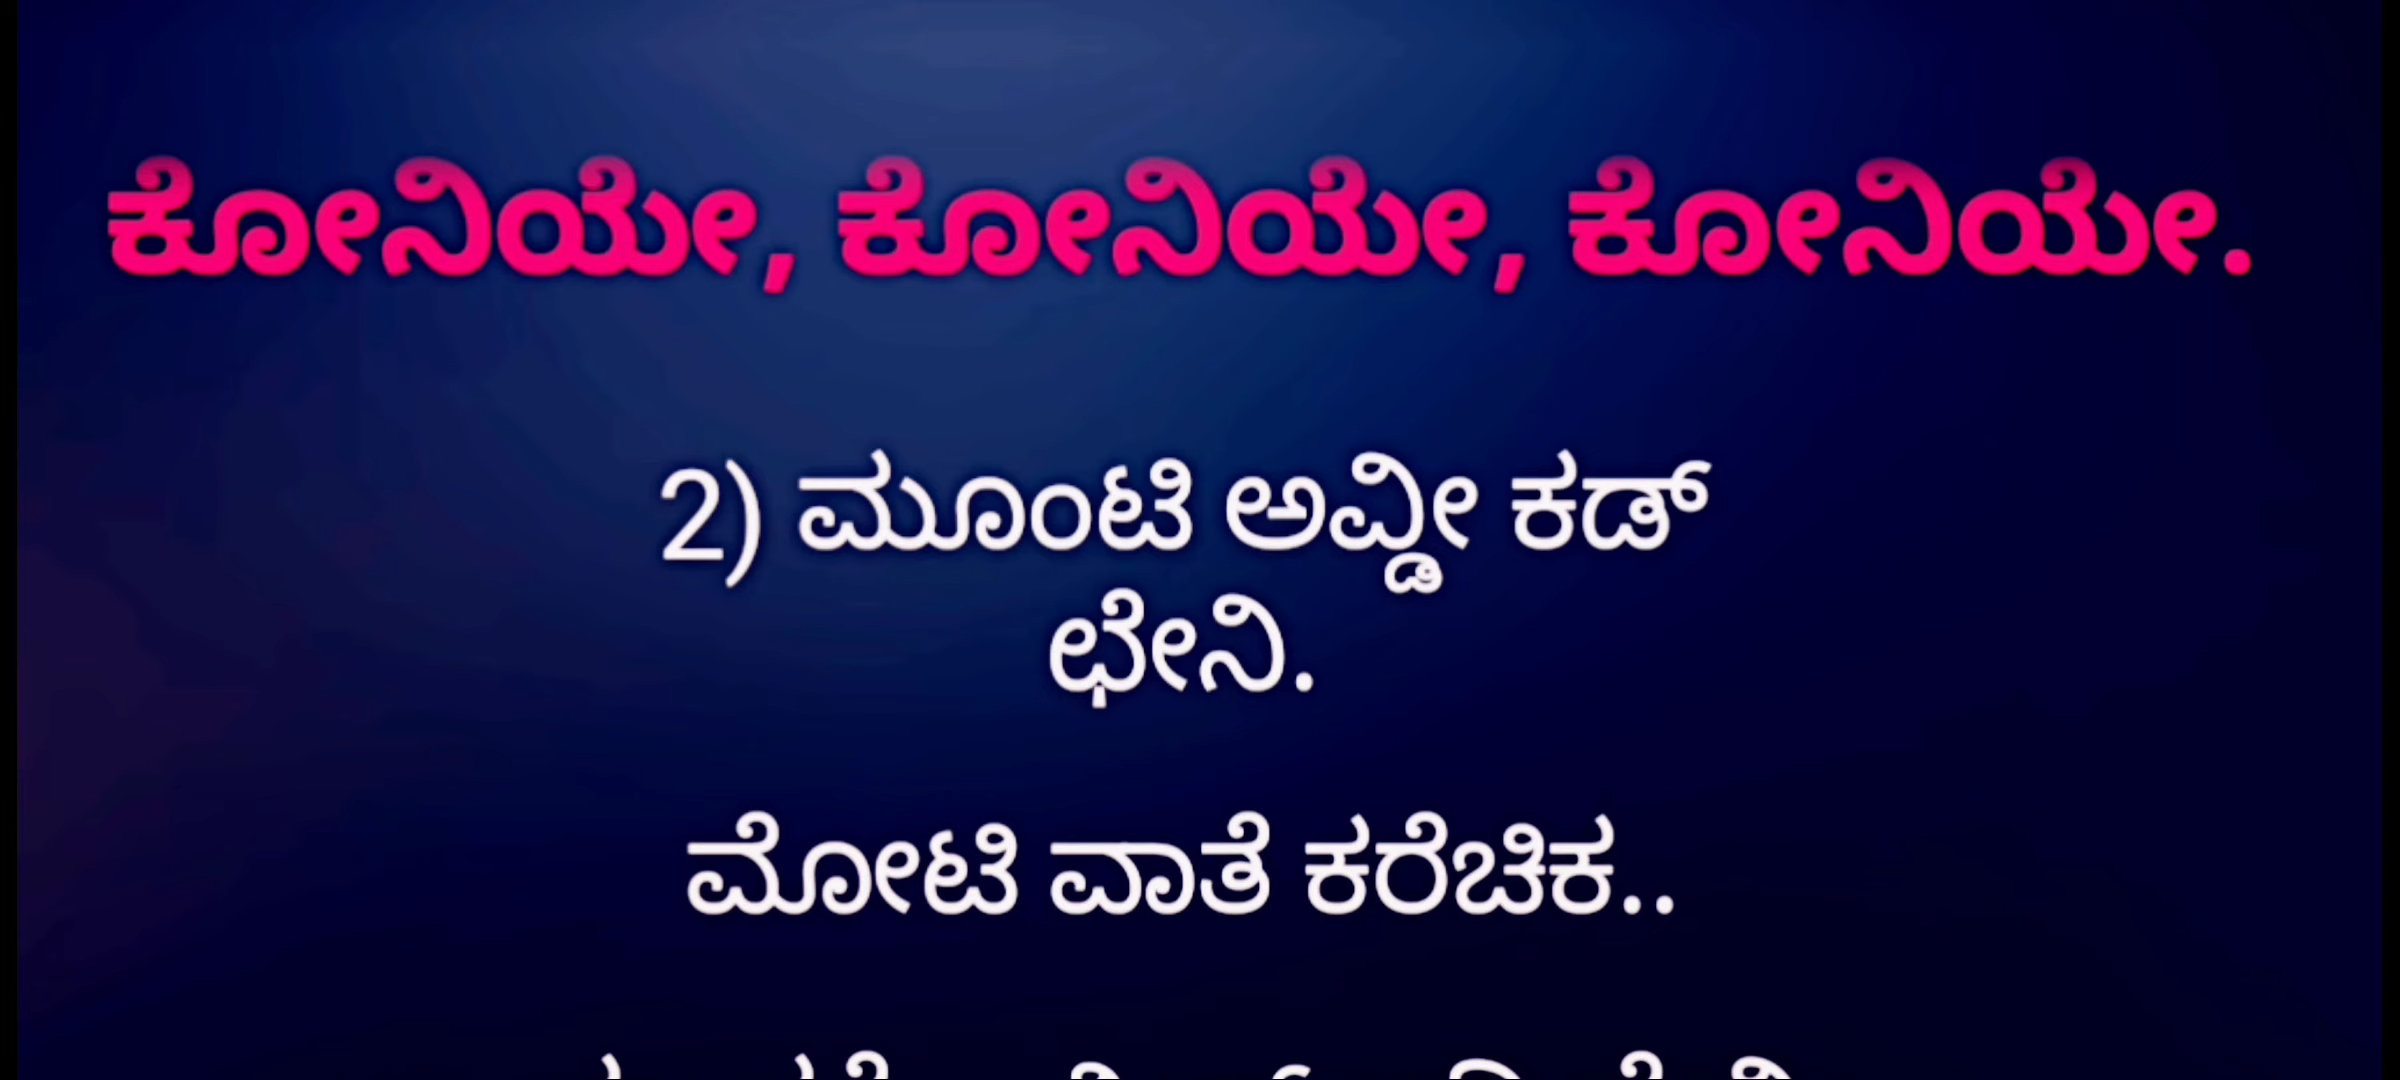 ಕೋನಿಯೇ, ಕೋನಿಯೇ, ಕೋನಿಯೇ.
2) ಮೂಂಟಿ ಅವ್ಡೀ ಕಡ್
ಛೇನಿ.
ಮೋಟಿ ವಾತೆ ಕರೆಚಿಕ..